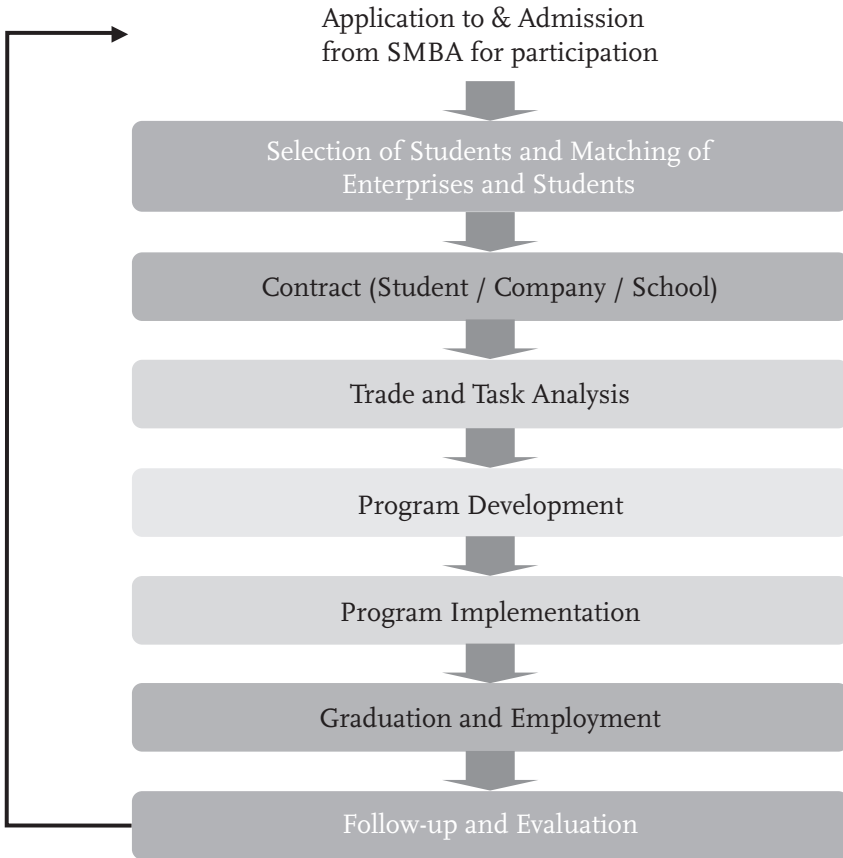 Application to & Admission
from SMBA for participation
Selection of Students and Matching of
Enterprises and Students
Contract (Student / Company / School)
Trade and Task Analysis
Program Development
Program Implementation
Graduation and Employment
Follow-up and Evaluation